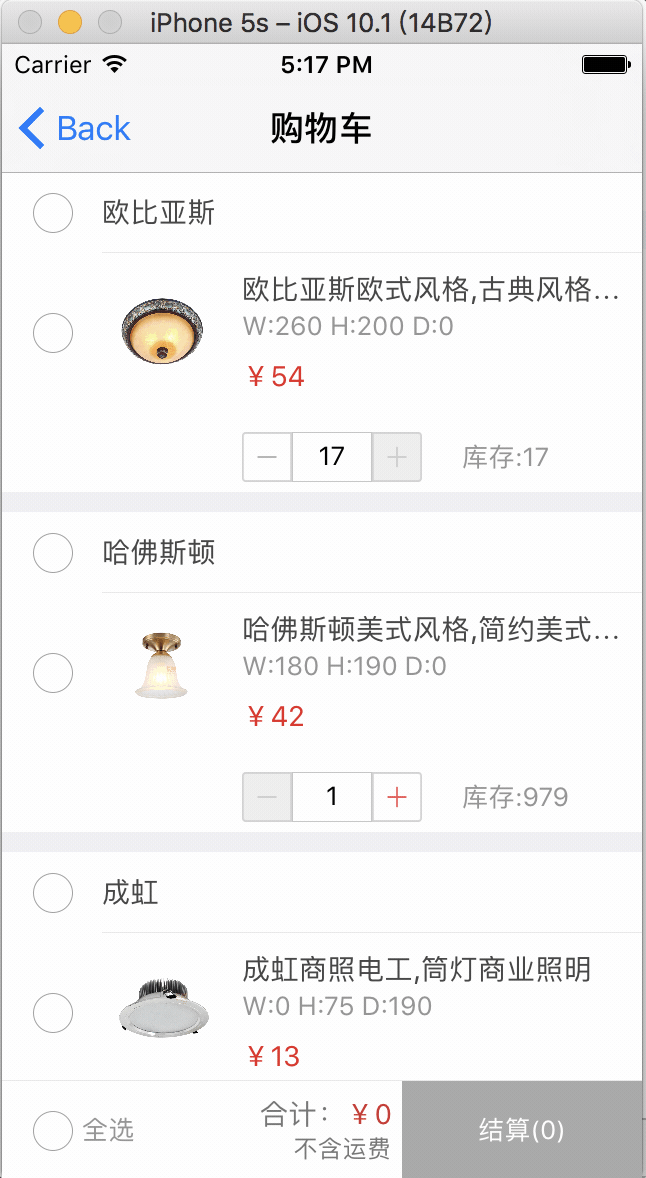 iPhone 5s – iOS 10.1 (14B72)
Carrier 5:17 PM
Back 购物车
欧比亚斯
欧比亚斯欧式风格,古典风格...
W:260 H:200 D:0
¥ 54
17 库存:17
哈佛斯顿
哈佛斯顿美式风格,简约美式...
W:180 H:190 D:0
¥ 42
1 库存:979
成虹
成虹商照电工,筒灯商业照明
W:0 H:75 D:190
¥ 13
全选 合计: ¥ 0 结算(0)
不含运费